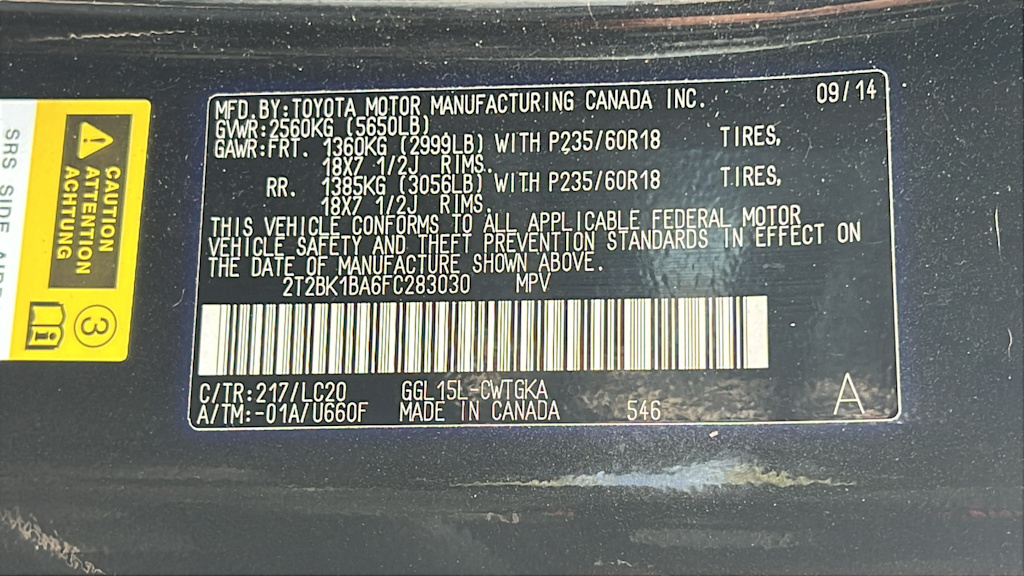 MFD.BY:TOYOTA MOTOR MANUFACTURING CANADA INC. 09/14
GVWR:2560KG (5650LB)
GAWR:FRT. 1360KG (2999LB) WITH P235/60R18 TIRES,
18X7 1/2J RIMS.
RR. 1385KG (3056LB) WITH P235/60R18 TIRES,
18X7 1/2J RIMS.
THIS VEHICLE CONFORMS TO ALL APPLICABLE FEDERAL MOTOR
VEHICLE SAFETY AND THEFT PREVENTION STANDARDS IN EFFECT ON
THE DATE OF MANUFACTURE SHOWN ABOVE.
2T2BK1BA6FC283030 MPV
C/TR:217/LC20 GGL15L-CWTGKA
A/TM:-01A/U660F MADE IN CANADA 546 A
CAUTION
ATTENTION
ACHTUNG
3
SRS SIDE